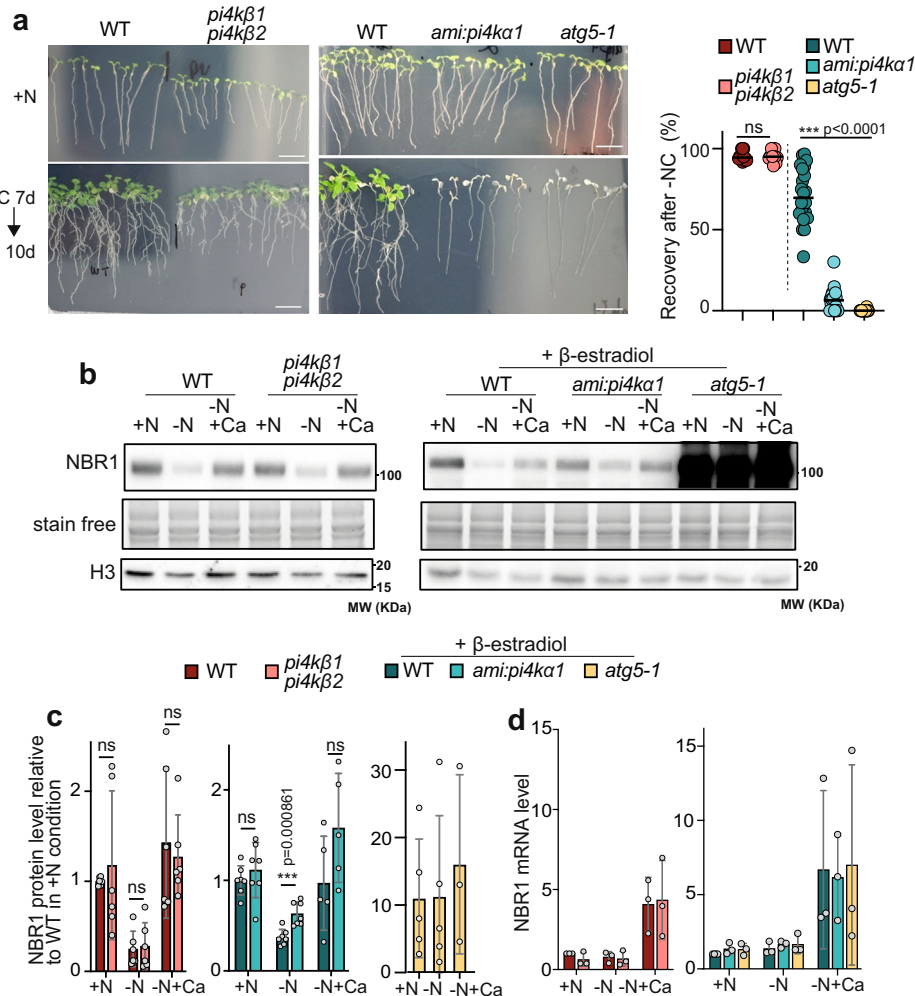 a
WT
pi4kβ1
pi4kβ2
WT
ami:pi4kα1
atg5-1
+N
C 7d
10d
WT
WT
pi4kβ1
pi4kβ2
WT
ami:pi4kα1
atg5-1
Recovery after -NC (%)
ns
*** p<0.0001
100
50
0
b
WT
pi4kβ1
pi4kβ2
+N
-N
-N
+Ca
+N
-N
-N
+Ca
+ β-estradiol
WT
ami:pi4kα1
atg5-1
+N
-N
-N
+Ca
+N
-N
-N
+Ca
+N
-N
-N
+Ca
NBR1
100
100
stain free
H3
20
15
20
MW (KDa)
MW (KDa)
+ β-estradiol
WT
pi4kβ1
pi4kβ2
WT
ami:pi4kα1
atg5-1
c
NBR1 protein level relative
to WT in +N condition
2
1
0
ns
ns
ns
+N
-N
-N+Ca
2
1
0
ns
***
p=0.000861
ns
+N
-N
-N+Ca
30
20
10
0
+N
-N
-N+Ca
d
NBR1 mRNA level
15
10
5
0
+N
-N
-N+Ca
15
10
5
0
+N
-N
-N+Ca